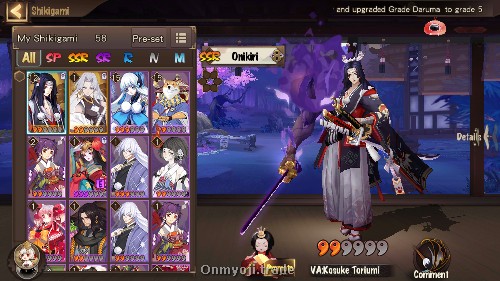 Shikigami
and upgraded Grade Daruma to grade 5
My Shikigami 58
Pre-set
All SP SSR SR R N M
SSR Onikiri
Details
VA:Kosuke Toriumi
Comment
Onmyoji.trade